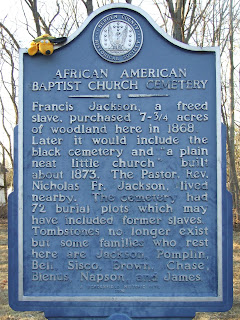 AFRICAN AMERICAN
BAPTIST CHURCH CEMETERY
Francis Jackson, a freed
slave, purchased 7-3/4 acres
of woodland here in 1868.
Later it would include the
black cemetery and "a plain
neat little church" built
about 1873. The Pastor, Rev.
Nicholas Fr. Jackson, lived
nearby. The cemetery had
72 burial plots which may
have included former slaves.
Tombstones no longer exist
but some families who rest
here are Jackson, Pomplin,
Bell, Sisco, Brown, Chase,
Blenus, Napson, and James